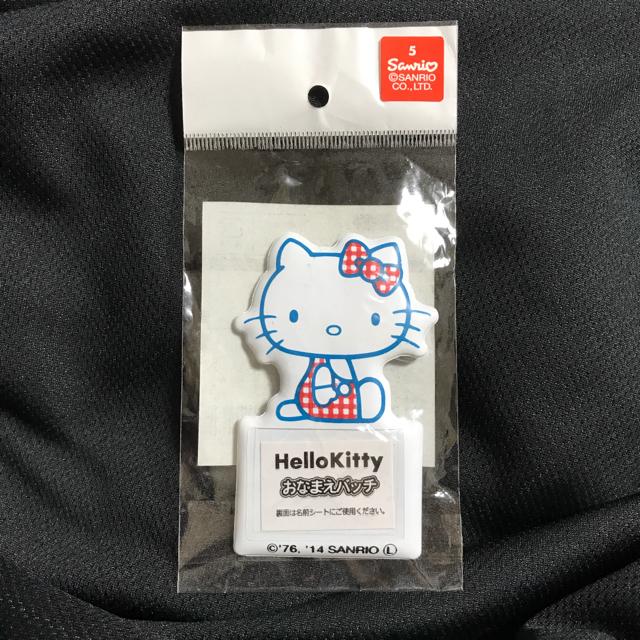 5
Sanrio
©SANRIO
CO.,LTD.
HelloKitty
おなまえバッチ
裏面は名前シートにご使用ください。
©'76, '14 SANRIO Ⓛ